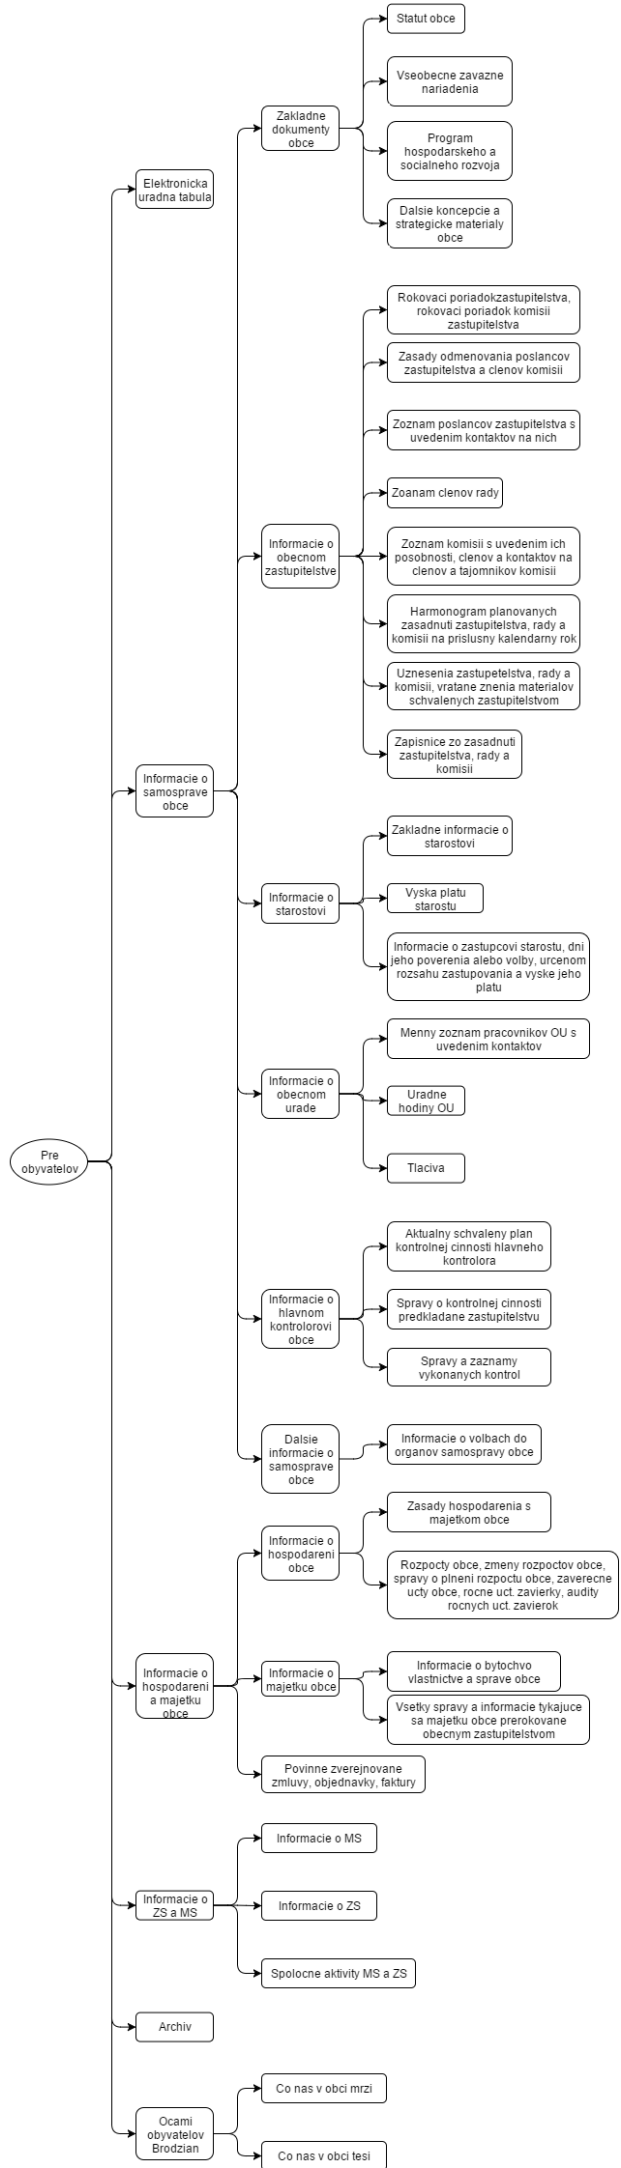 Statut obce
Vseobecne zavazne
nariadenia
Zakladne
dokumenty
obce
Program
hospodarskeho a
socialneho rozvoja
Elektronicka
uradna tabula
Dalsie koncepcie a
strategicke materialy
obce
Rokovaci poriadokzastupitelstva,
rokovaci poriadok komisii
zastupitelstva
Zasady odmenovania poslancov
zastupitelstva a clenov komisii
Zoznam poslancov zastupitelstva s
uvedenim kontaktov na nich
Zoanam clenov rady
Informacie o
obecnom
zastupitelstve
Zoznam komisii s uvedenim ich
posobnosti, clenov a kontaktov na
clenov a tajomnikov komisii
Harmonogram planovanych
zasadnuti zastupitelstva, rady a
komisii na prislusny kalendarny rok
Uznesenia zastupetelstva, rady a
komisii, vratane znenia materialov
schvalenych zastupitelstvom
Zapisnice zo zasadnuti
zastupitelstva, rady a
komisii
Informacie o
samosprave
obce
Zakladne informacie o
starostovi
Informacie o
starostovi
Vyska platu
starostu
Informacie o zastupcovi starostu, dni
jeho poverenia alebo volby, urcenom
rozsahu zastupovania a vyske jeho
platu
Menny zoznam pracovnikov OU s
uvedenim kontaktov
Informacie o
obecnom
urade
Uradne
hodiny OU
Tlaciva
Pre
obyvatelov
Aktualny schvaleny plan
kontrolnej cinnosti hlavneho
kontrolora
Informacie o
hlavnom
kontrolorovi
obce
Spravy o kontrolnej cinnosti
predkladane zastupitelstvu
Spravy a zaznamy
vykonanych kontrol
Dalsie
informacie o
samosprave
obce
Informacie o volbach do
organov samospravy obce
Zasady hospodarenia s
majetkom obce
Informacie o
hospodareni
obce
Rozpocty obce, zmeny rozpoctov obce,
spravy o plneni rozpoctu obce, zaverecne
ucty obce, rocne uct. zavierky, audity
rocnych uct. zavierok
Informacie o
hospodareni
a majetku
obce
Informacie o
majetku obce
Informacie o bytochvo
vlastnictve a sprave obce
Vsetky spravy a informacie tykajuce
sa majetku obce prerokovane
obecnym zastupitelstvom
Povinne zverejnovane
zmluvy, objednavky, faktury
Informacie o MS
Informacie o
ZS a MS
Informacie o ZS
Spolocne aktivity MS a ZS
Archiv
Ocami
obyvatelov
Brodzian
Co nas v obci mrzi
Co nas v obci tesi